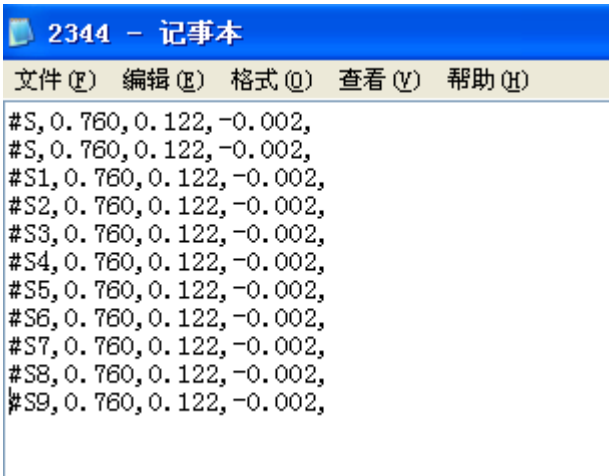 2344 - 记事本
文件(F) 编辑(E) 格式(O) 查看(V) 帮助(H)
#S,0.760,0.122,-0.002,
#S,0.760,0.122,-0.002,
#S1,0.760,0.122,-0.002,
#S2,0.760,0.122,-0.002,
#S3,0.760,0.122,-0.002,
#S4,0.760,0.122,-0.002,
#S5,0.760,0.122,-0.002,
#S6,0.760,0.122,-0.002,
#S7,0.760,0.122,-0.002,
#S8,0.760,0.122,-0.002,
#S9,0.760,0.122,-0.002,